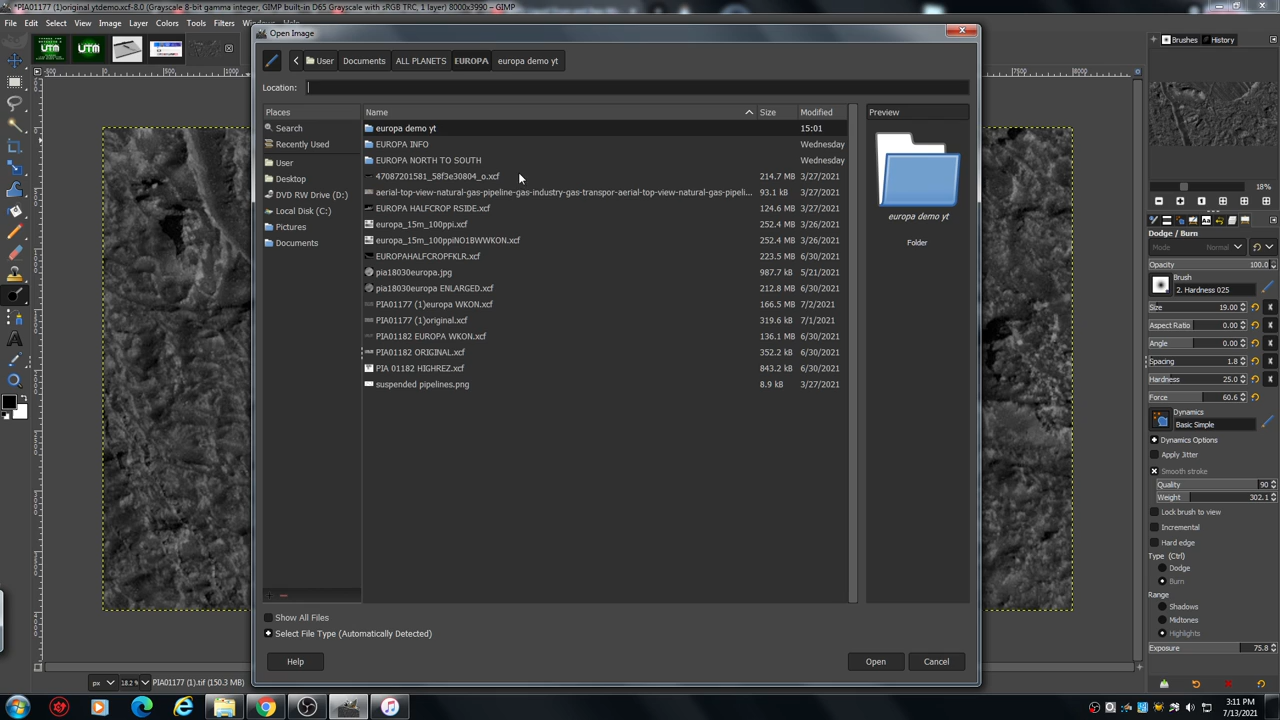 *PIA01177 (1)original ytdemo.xcf-8.0 (Grayscale 8-bit gamma integer, GIMP built-in D65 Grayscale with sRGB TRC, 1 layer) 8000x3990 – GIMP
File Edit Select View Image Layer Colors Tools Filters
UTM UTM
Open Image
User Documents ALL PLANETS EUROPA europa demo yt
Location:
Places
Search
Recently Used
User
Desktop
DVD RW Drive (D:)
Local Disk (C:)
Pictures
Documents
Name Size Modified
europa demo yt 15:01
EUROPA INFO Wednesday
EUROPA NORTH TO SOUTH Wednesday
47087201581_58f3e30804_o.xcf 214.7 MB 3/27/2021
aerial-top-view-natural-gas-pipeline-gas-industry-gas-transpor-aerial-top-view-natural-gas-pipeli... 93.1 kB 3/27/2021
EUROPA HALFCROP RSIDE.xcf 124.6 MB 3/27/2021
europa_15m_100ppi.xcf 252.4 MB 3/26/2021
europa_15m_100ppiNO1BWWKON.xcf 252.4 MB 3/26/2021
EUROPAHALFCROPFKLR.xcf 223.5 MB 6/30/2021
pia18030europa.jpg 987.7 kB 5/21/2021
pia18030europa ENLARGED.xcf 212.8 MB 6/30/2021
PIA01177 (1)europa WKON.xcf 166.5 MB 7/2/2021
PIA01177 (1)original.xcf 319.6 kB 7/1/2021
PIA01182 EUROPA WKON.xcf 136.1 MB 6/30/2021
PIA01182 ORIGINAL.xcf 352.2 kB 6/30/2021
PIA 01182 HIGHREZ.xcf 843.2 kB 6/30/2021
suspended pipelines.png 8.9 kB 3/27/2021
Preview
europa demo yt
Folder
Show All Files
Select File Type (Automatically Detected)
Help
Open
Cancel
Brushes History
18%
Dodge / Burn
Mode Normal
Opacity 100.0
Brush
2. Hardness 025
Size 19.00
Aspect Ratio 0.00
Angle 0.00
Spacing 1.8
Hardness 25.0
Force 60.6
Dynamics
Basic Simple
Dynamics Options
Apply Jitter
Smooth stroke
Quality 90
Weight 302.1
Lock brush to view
Incremental
Hard edge
Type (Ctrl)
Dodge
Burn
Range
Shadows
Midtones
Highlights
Exposure 75.8
px 18.2 % PIA01177 (1).tif (150.3 MB)
3:11 PM
7/13/2021